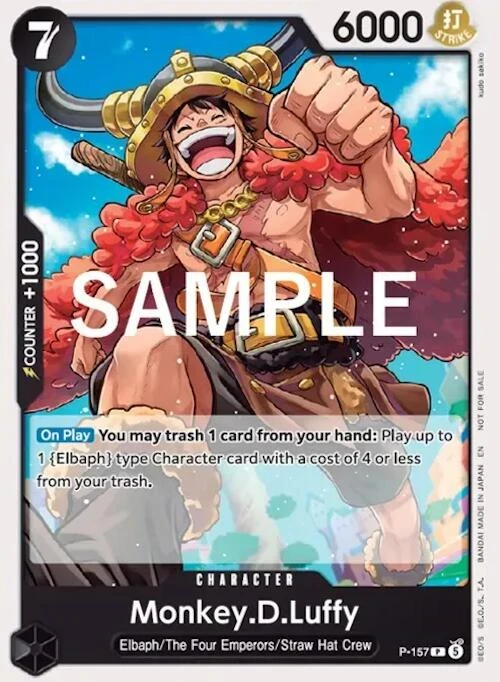 7
6000
打
STRIKE
kudo sakiko
COUNTER +1000
SAMPLE
On Play You may trash 1 card from your hand: Play up to
1 {Elbaph} type Character card with a cost of 4 or less
from your trash.
CHARACTER
Monkey.D.Luffy
Elbaph/The Four Emperors/Straw Hat Crew
P-157 P 5
©E.O/S ©E.O./S., T.A. BANDAI MADE IN JAPAN EN NOT FOR SALE